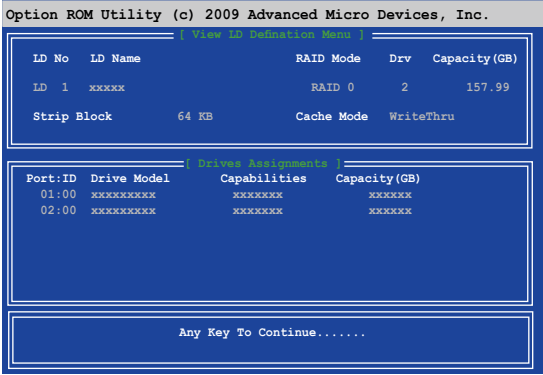 Option ROM Utility (c) 2009 Advanced Micro Devices, Inc.
[ View LD Defination Menu ]
LD No LD Name RAID Mode Drv Capacity(GB)
LD 1 xxxxx RAID 0 2 157.99
Strip Block 64 KB Cache Mode WriteThru
[ Drives Assignments ]
Port:ID Drive Model Capabilities Capacity(GB)
01:00 xxxxxxxxx xxxxxxx xxxxxx
02:00 xxxxxxxxx xxxxxxx xxxxxx
Any Key To Continue.......